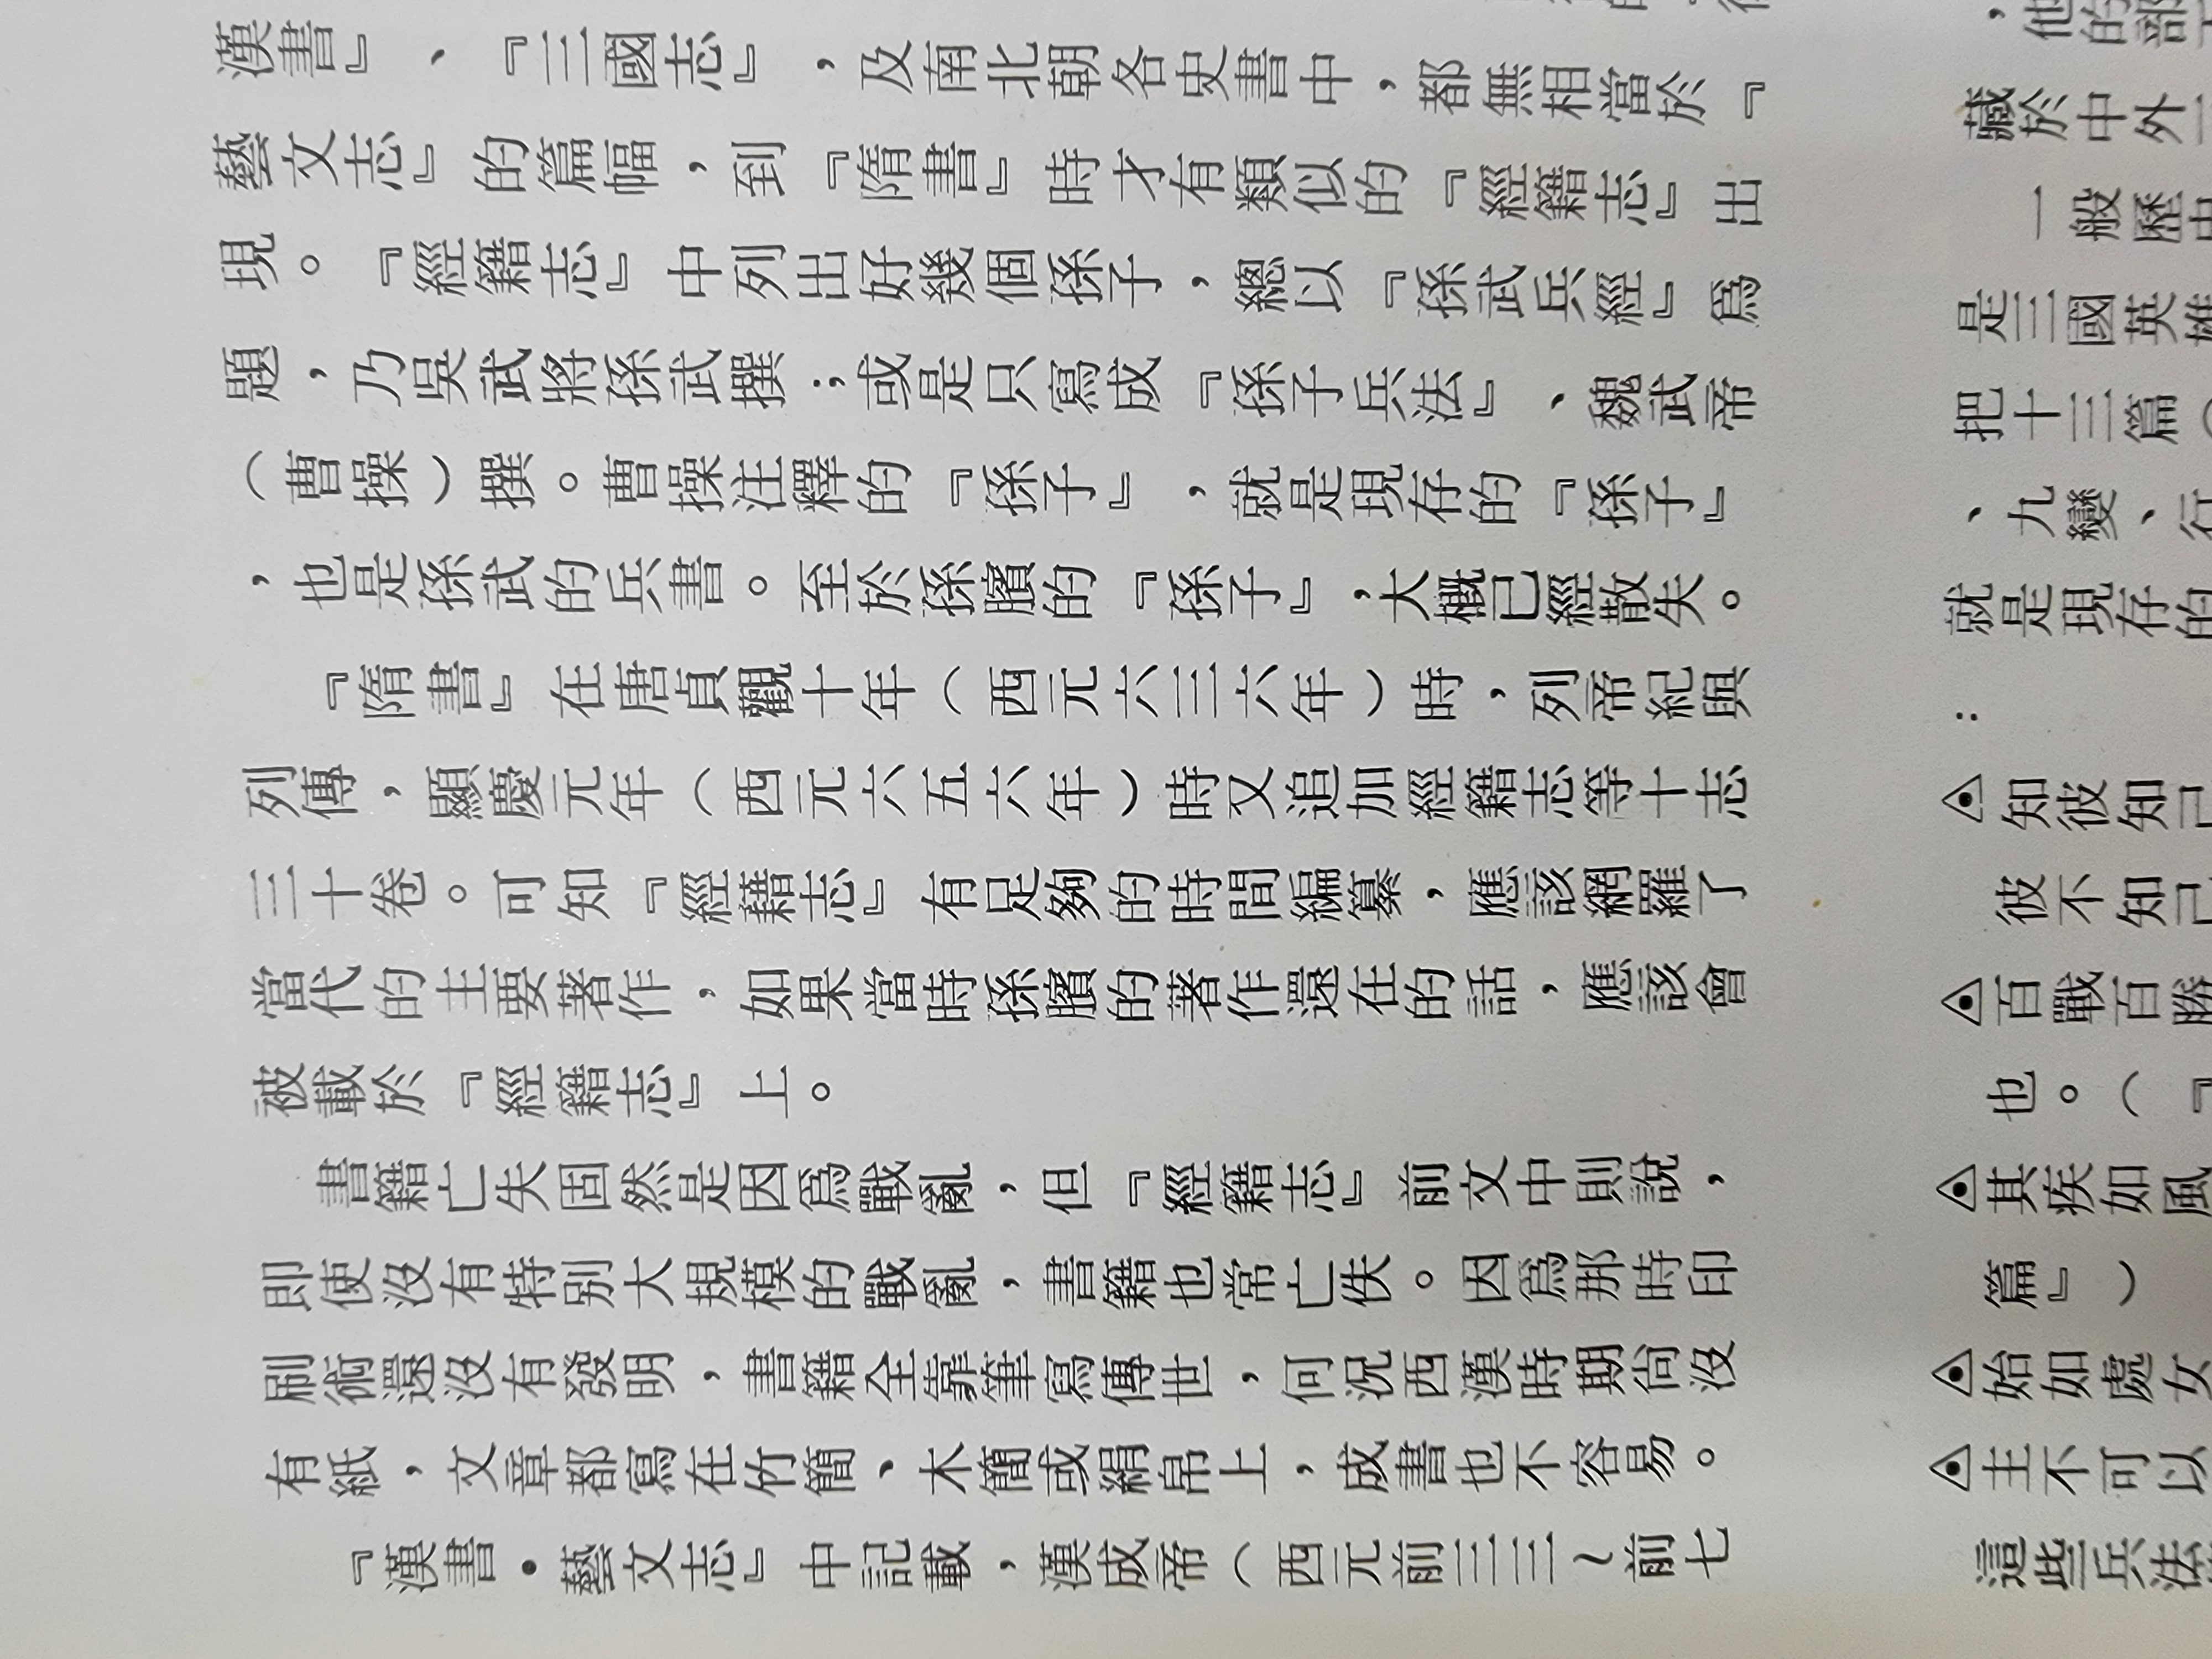 漢書』、『三國志』，及南北朝各史書中，都無相當於『
藝文志』的篇幅，到『隋書』時才有類似的『經籍志』出
現。『經籍志』中列出好幾個孫子，總以『孫武兵經』爲
題，乃吳武將孫武撰；或是只寫成『孫子兵法』、魏武帝
（曹操）撰。曹操注釋的『孫子』，就是現存的『孫子』
，也是孫武的兵書。至於孫臏的『孫子』，大概已經散失。
『隋書』在唐貞觀十年（西元六三六年）時，列帝紀與
列傳，顯慶元年（西元六五六年）時又追加經籍志等十志
三十卷。可知『經籍志』有足夠的時間編纂，應該網羅了
當代的主要著作，如果當時孫臏的著作還在的話，應該會
被載於『經籍志』上。
書籍亡失固然是因爲戰亂，但『經籍志』前文中則說，
即使沒有特別大規模的戰亂，書籍也常亡佚。因爲那時印
刷術還沒有發明，書籍全靠筆寫傳世，何況西漢時期尚沒
有紙，文章都寫在竹簡、木簡或絹帛上，成書也不容易。
『漢書・藝文志』中記載，漢成帝（西元前三三～前七
，他的部
藏於中外
一般歷史
是三國英雄
把十三篇（
、九變、行
就是現存的
：
知彼知己
彼不知己
百戰百勝
也。（『
其疾如風
篇』）
始如處女
主不可以
這些兵法